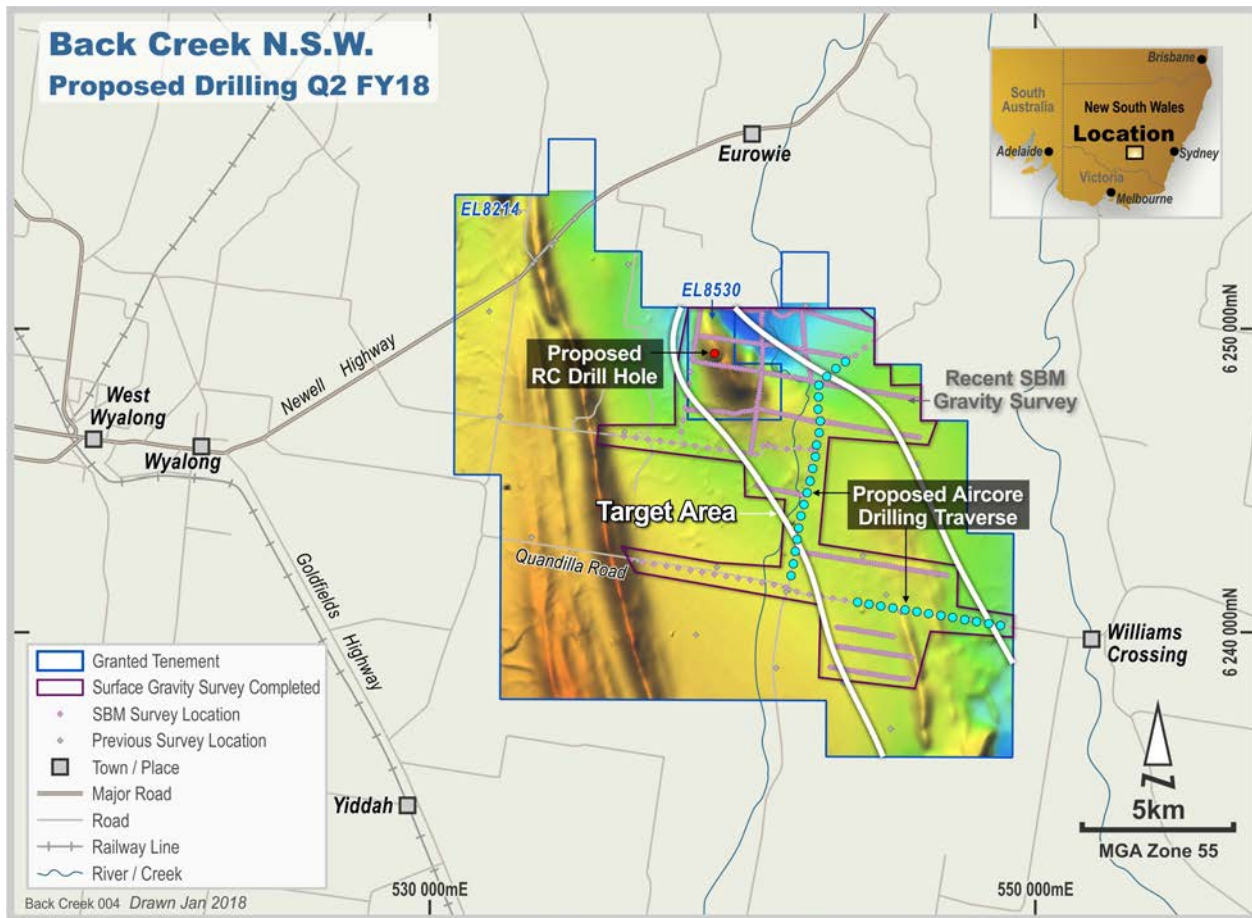 Back Creek N.S.W.
Proposed Drilling Q2 FY18
Brisbane
South
Australia
New South Wales
Location
Adelaide
Sydney
Victoria
Melbourne
Eurowie
EL8214
EL8530
6 250 000mN
Newell Highway
Proposed
RC Drill Hole
Recent SBM
Gravity Survey
West
Wyalong
Wyalong
Target Area
Proposed Aircore
Drilling Traverse
Quandilla Road
Goldfields Highway
Williams
Crossing
6 240 000mN
Granted Tenement
Surface Gravity Survey Completed
SBM Survey Location
Previous Survey Location
Town / Place
Major Road
Road
Railway Line
River / Creek
Yiddah
N
5km
MGA Zone 55
530 000mE
550 000mE
Back Creek 004 Drawn Jan 2018